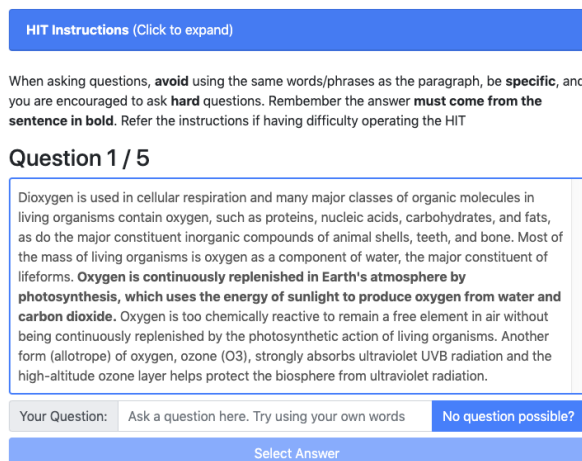 HIT Instructions (Click to expand)
When asking questions, avoid using the same words/phrases as the paragraph, be specific, and
you are encouraged to ask hard questions. Remember the answer must come from the
sentence in bold. Refer the instructions if having difficulty operating the HIT
Question 1 / 5
Dioxygen is used in cellular respiration and many major classes of organic molecules in
living organisms contain oxygen, such as proteins, nucleic acids, carbohydrates, and fats,
as do the major constituent inorganic compounds of animal shells, teeth, and bone. Most of
the mass of living organisms is oxygen as a component of water, the major constituent of
lifeforms. Oxygen is continuously replenished in Earth's atmosphere by
photosynthesis, which uses the energy of sunlight to produce oxygen from water and
carbon dioxide. Oxygen is too chemically reactive to remain a free element in air without
being continuously replenished by the photosynthetic action of living organisms. Another
form (allotrope) of oxygen, ozone (O3), strongly absorbs ultraviolet UVB radiation and the
high-altitude ozone layer helps protect the biosphere from ultraviolet radiation.
Your Question: Ask a question here. Try using your own words No question possible?
Select Answer